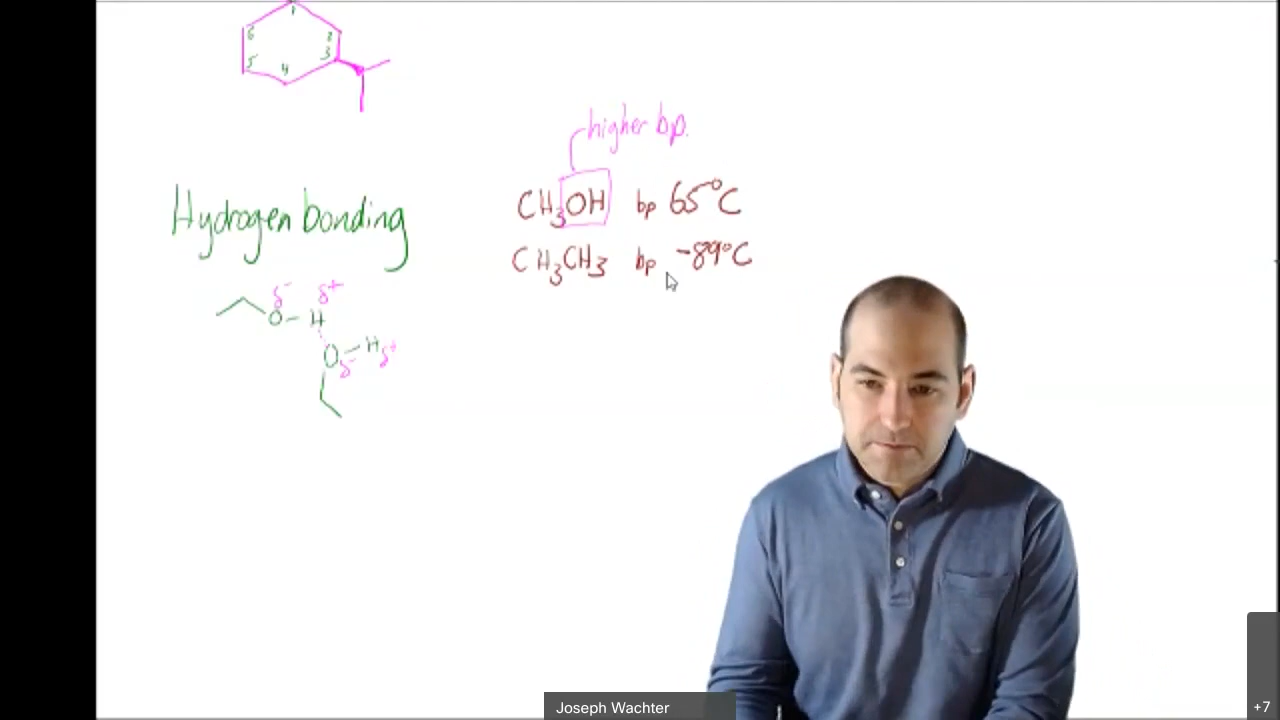 1
6
2
3
5
4
higher bp.
CH3OH bp 65°C
Hydrogen bonding
CH3CH3 bp -89°C
δ- δ+
O - H
O - H δ+
δ-
Joseph Wachter
+7